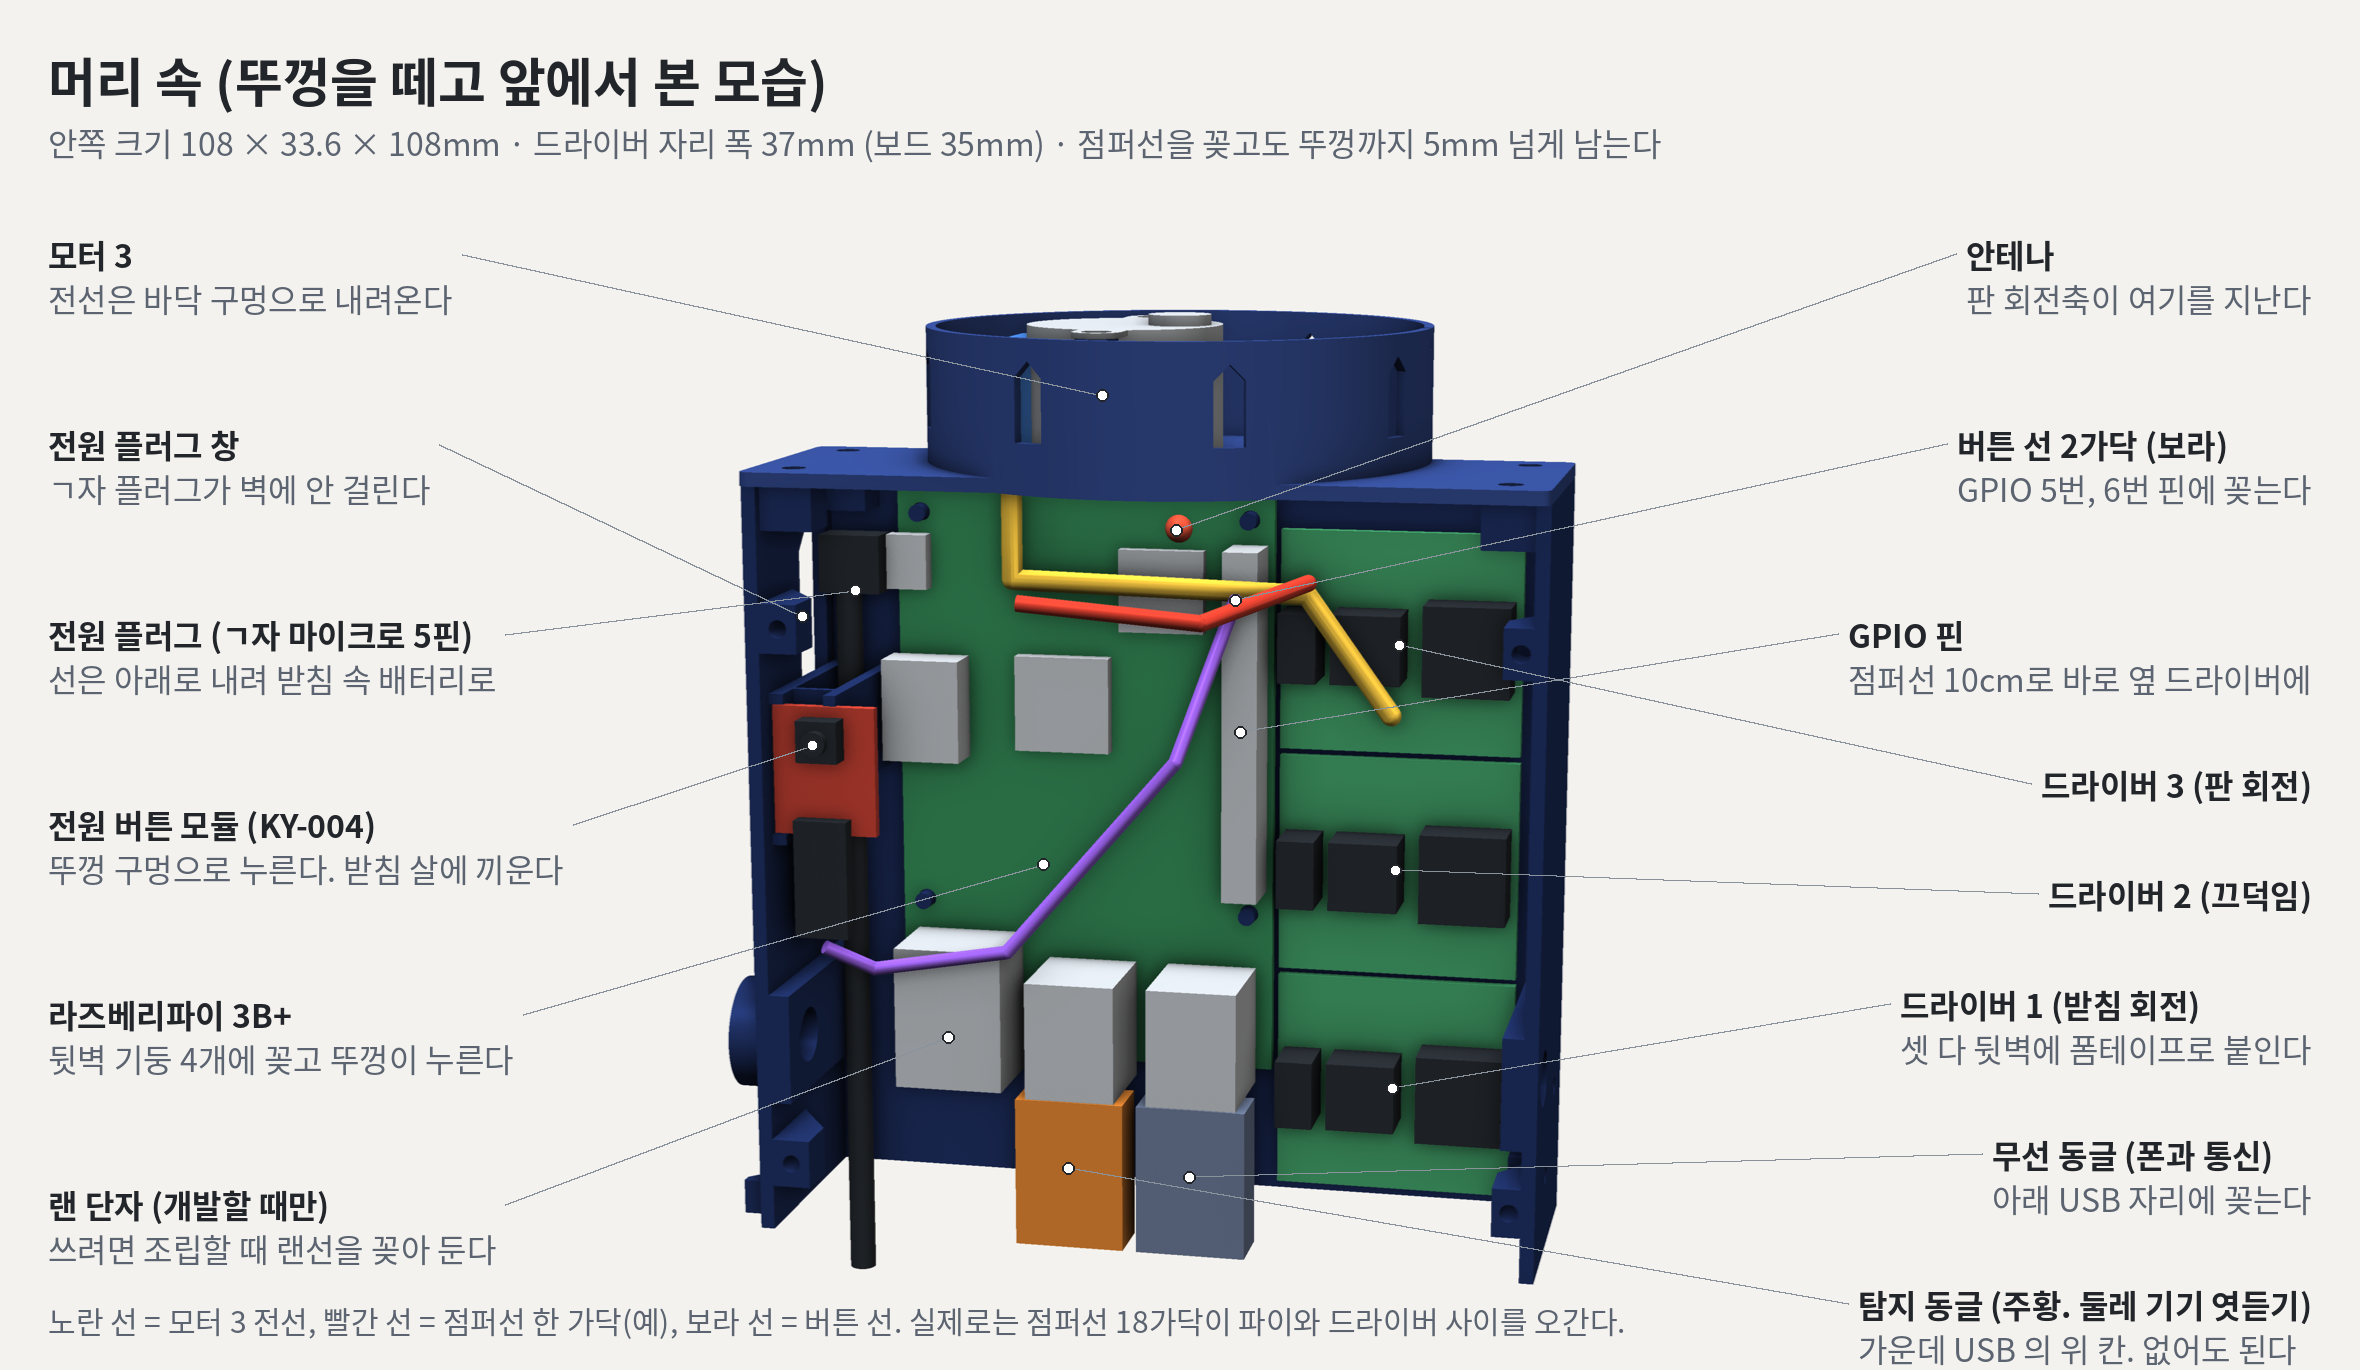 머리 속 (뚜껑을 떼고 앞에서 본 모습)
안쪽 크기 108 × 33.6 × 108mm · 드라이버 자리 폭 37mm (보드 35mm) · 점퍼선을 꽂고도 뚜껑까지 5mm 넘게 남는다
모터 3
전선은 바닥 구멍으로 내려온다
전원 플러그 창
ㄱ자 플러그가 벽에 안 걸린다
전원 플러그 (ㄱ자 마이크로 5핀)
선은 아래로 내려 받침 속 배터리로
전원 버튼 모듈 (KY-004)
뚜껑 구멍으로 누른다. 받침 살에 끼운다
라즈베리파이 3B+
뒷벽 기둥 4개에 꽂고 뚜껑이 누른다
랜 단자 (개발할 때만)
쓰려면 조립할 때 랜선을 꽂아 둔다
안테나
판 회전축이 여기를 지난다
버튼 선 2가닥 (보라)
GPIO 5번, 6번 핀에 꽂는다
GPIO 핀
점퍼선 10cm로 바로 옆 드라이버에
드라이버 3 (판 회전)
드라이버 2 (끄덕임)
드라이버 1 (받침 회전)
셋 다 뒷벽에 폼테이프로 붙인다
무선 동글 (폰과 통신)
아래 USB 자리에 꽂는다
탐지 동글 (주황. 둘레 기기 엿듣기)
가운데 USB 의 위 칸. 없어도 된다
노란 선 = 모터 3 전선, 빨간 선 = 점퍼선 한 가닥(예), 보라 선 = 버튼 선. 실제로는 점퍼선 18가닥이 파이와 드라이버 사이를 오간다.